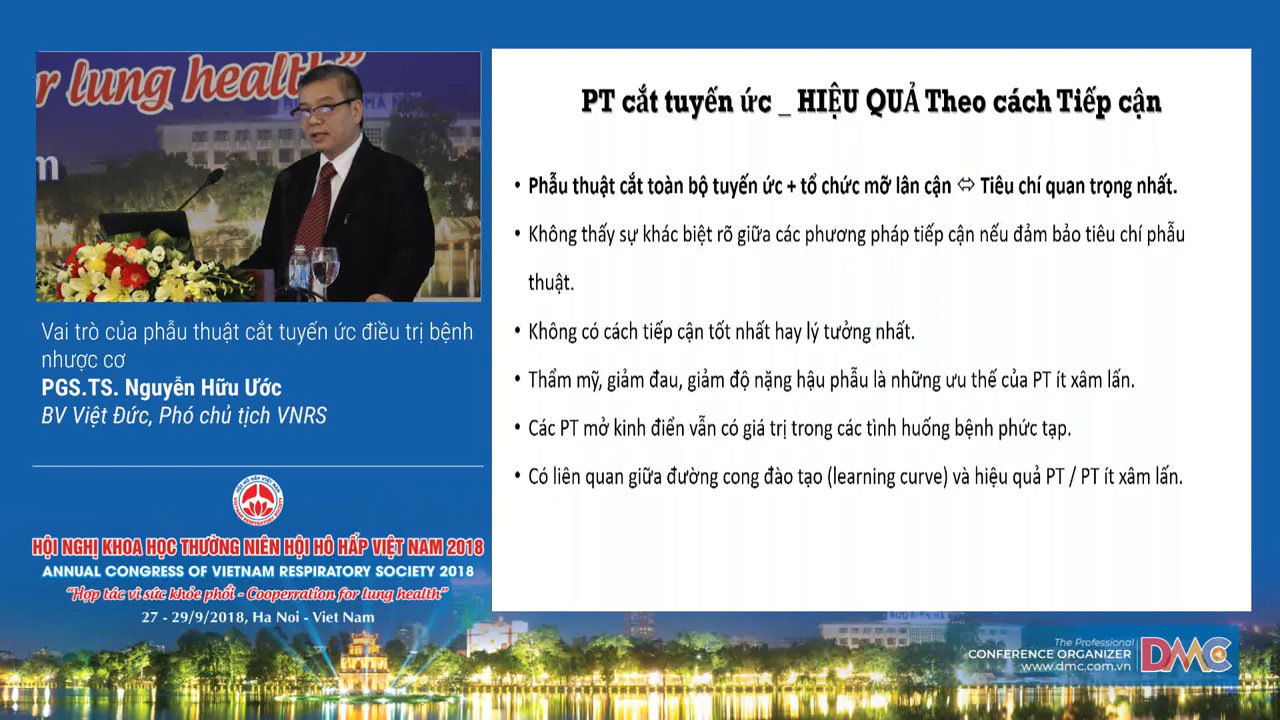 r lung health"
m
Vai trò của phẫu thuật cắt tuyến ức điều trị bệnh
nhược cơ
PGS.TS. Nguyễn Hữu Ước
BV Việt Đức, Phó chủ tịch VNRS
HỘI HÔ HẤP VIỆT NAM
VIETNAM RESPIRATORY SOCIETY
HỘI NGHỊ KHOA HỌC THƯỜNG NIÊN HỘI HÔ HẤP VIỆT NAM 2018
ANNUAL CONGRESS OF VIETNAM RESPIRATORY SOCIETY 2018
"Hợp tác vì sức khỏe phổi - Cooperration for lung health"
27 - 29/9/2018, Ha Noi - Viet Nam
PT cắt tuyến ức _ HIỆU QUẢ Theo cách Tiếp cận
• Phẫu thuật cắt toàn bộ tuyến ức + tổ chức mỡ lân cận ⬄ Tiêu chí quan trọng nhất.
• Không thấy sự khác biệt rõ giữa các phương pháp tiếp cận nếu đảm bảo tiêu chí phẫu
thuật.
• Không có cách tiếp cận tốt nhất hay lý tưởng nhất.
• Thẩm mỹ, giảm đau, giảm độ nặng hậu phẫu là những ưu thế của PT ít xâm lấn.
• Các PT mở kinh điển vẫn có giá trị trong các tình huống bệnh phức tạp.
• Có liên quan giữa đường cong đào tạo (learning curve) và hiệu quả PT / PT ít xâm lấn.
The Professional
CONFERENCE ORGANIZER
www.dmc.com.vn
DMC